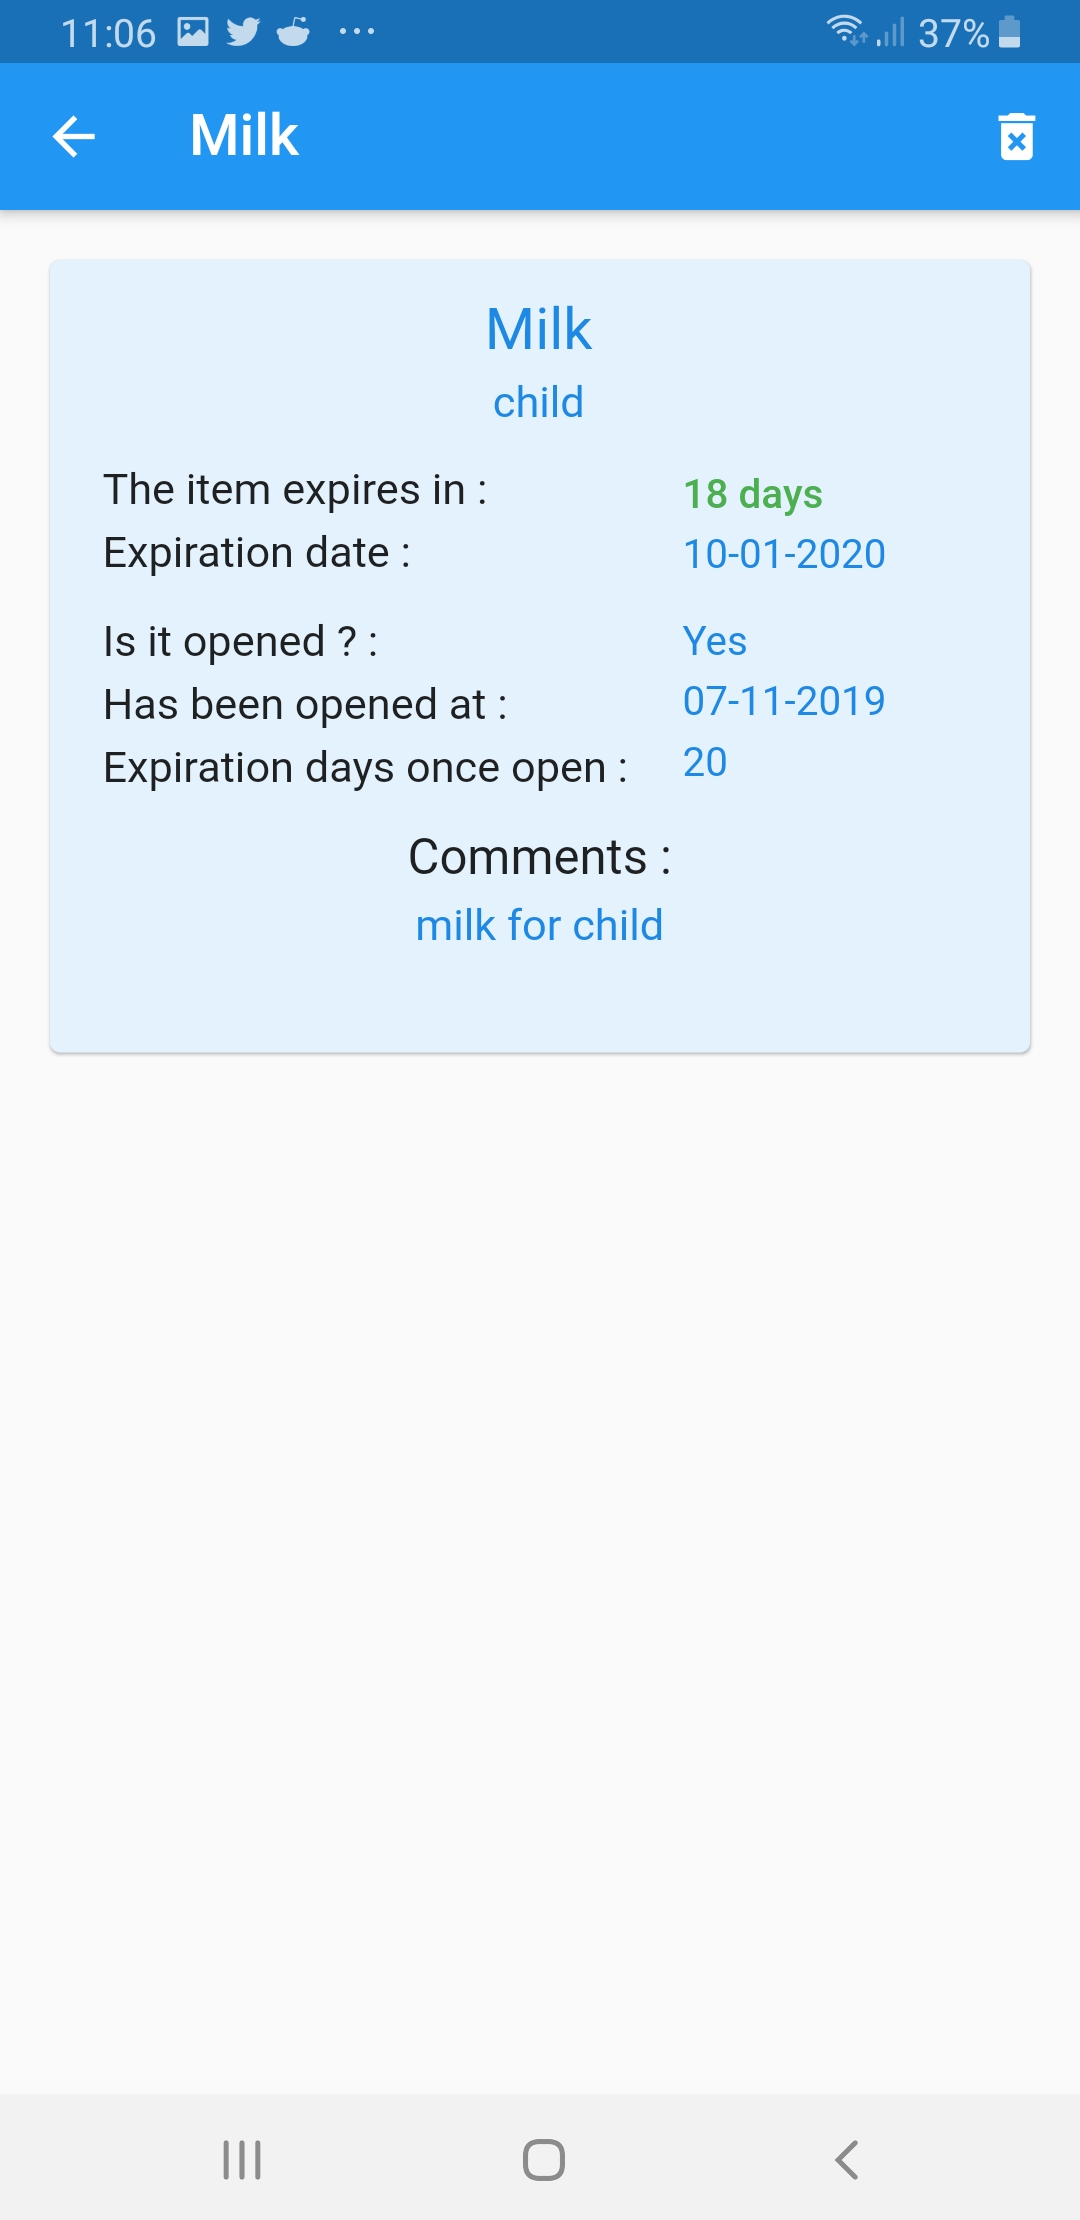 11:06 37%
Milk
Milk
child
The item expires in : 18 days
Expiration date : 10-01-2020
Is it opened ? : Yes
Has been opened at : 07-11-2019
Expiration days once open : 20
Comments :
milk for child